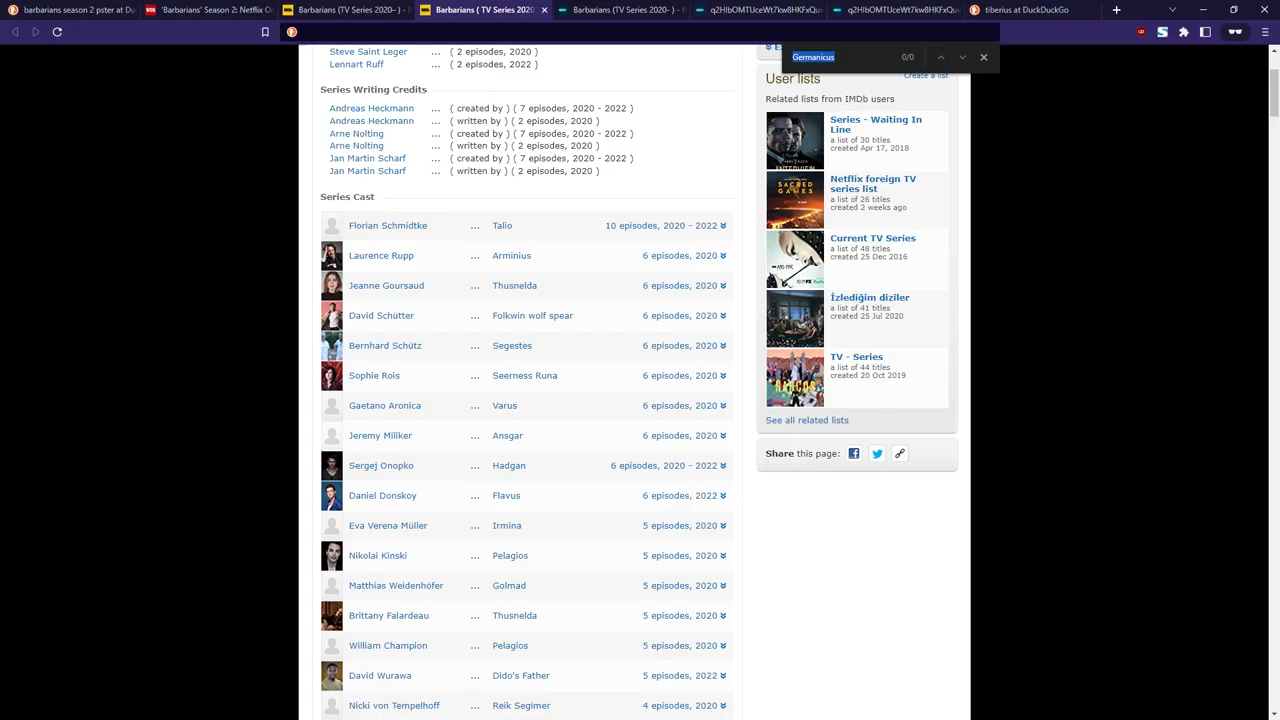 barbarians season 2 pster at Du
'Barbarians' Season 2: Netflix O
Barbarians (TV Series 2020– ) -
Barbarians ( TV Series 2020
Barbarians (TV Series 2020– ) - F
q2HIbOMTUceWt7kw8HKFxQu
q2HIbOMTUceWt7kw8HKFxQu
tiberius at DuckDuckGo
Germanicus 0/0
Steve Saint Leger ... ( 2 episodes, 2020 )
Lennart Ruff ... ( 2 episodes, 2022 )
Series Writing Credits
Andreas Heckmann ... ( created by ) ( 7 episodes, 2020 - 2022 )
Andreas Heckmann ... ( written by ) ( 2 episodes, 2020 )
Arne Nolting ... ( created by ) ( 7 episodes, 2020 - 2022 )
Arne Nolting ... ( written by ) ( 2 episodes, 2020 )
Jan Martin Scharf ... ( created by ) ( 7 episodes, 2020 - 2022 )
Jan Martin Scharf ... ( written by ) ( 2 episodes, 2020 )
Series Cast
Florian Schmidtke ... Talio 10 episodes, 2020 - 2022
Laurence Rupp ... Arminius 6 episodes, 2020
Jeanne Goursaud ... Thusnelda 6 episodes, 2020
David Schütter ... Folkwin wolf spear 6 episodes, 2020
Bernhard Schütz ... Segestes 6 episodes, 2020
Sophie Rois ... Seerness Runa 6 episodes, 2020
Gaetano Aronica ... Varus 6 episodes, 2020
Jeremy Miliker ... Ansgar 6 episodes, 2020
Sergej Onopko ... Hadgan 6 episodes, 2020 - 2022
Daniel Donskoy ... Flavus 6 episodes, 2022
Eva Verena Müller ... Irmina 5 episodes, 2020
Nikolai Kinski ... Pelagios 5 episodes, 2020
Matthias Weidenhöfer ... Golmad 5 episodes, 2020
Brittany Falardeau ... Thusnelda 5 episodes, 2020
William Champion ... Pelagios 5 episodes, 2020
David Wurawa ... Dido's Father 5 episodes, 2022
Nicki von Tempelhoff ... Reik Segimer 4 episodes, 2020
User lists
Create a list
Related lists from IMDb users
Series - Waiting In
Line
a list of 30 titles
created Apr 17, 2018
SACRED
GAMES
Netflix foreign TV
series list
a list of 26 titles
created 2 weeks ago
Current TV Series
a list of 48 titles
created 25 Dec 2016
İzlediğim diziler
a list of 41 titles
created 25 Jul 2020
NARCOS
TV - Series
a list of 44 titles
created 20 Oct 2019
See all related lists
Share this page: